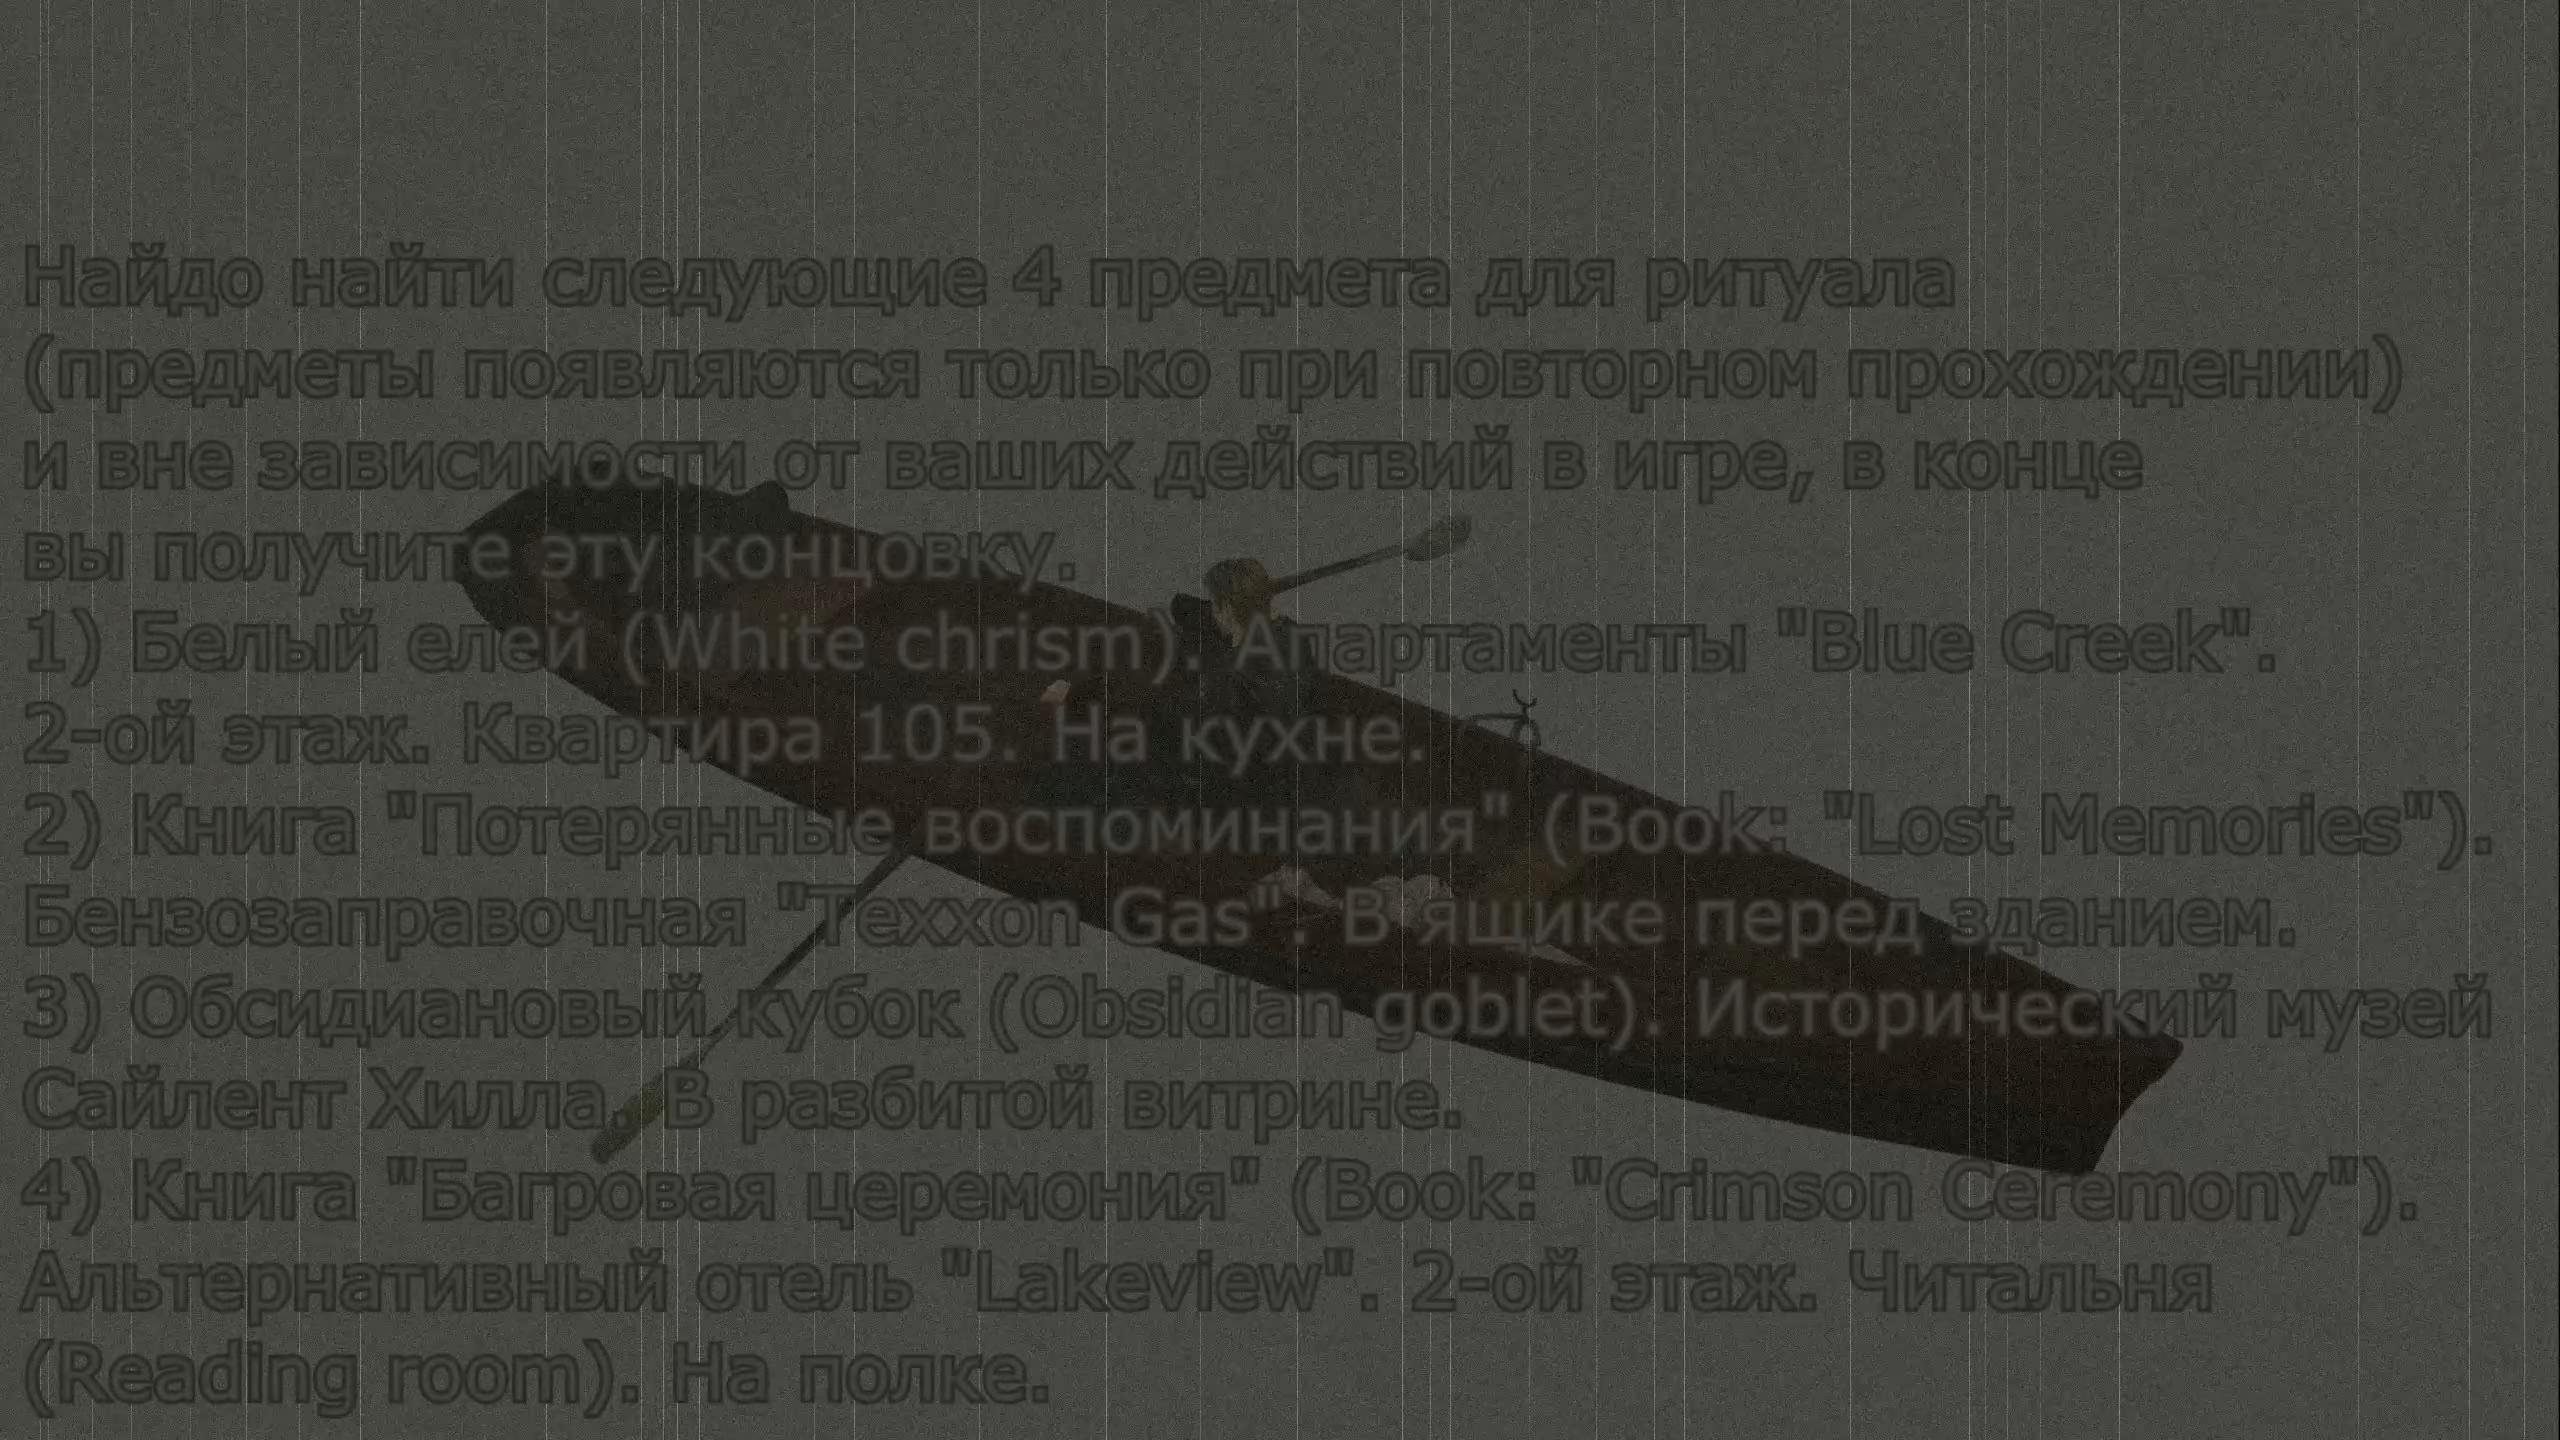 Найдо найти следующие 4 предмета для ритуала
(предметы появляются только при повторном прохождении)
и вне зависимости от ваших действий в игре, в конце
вы получите эту концовку.
1) Белый елей (White chrism). Апартаменты "Blue Creek".
2-ой этаж. Квартира 105. На кухне.
2) Книга "Потерянные воспоминания" (Book: "Lost Memories").
Бензозаправочная "Texxon Gas". В ящике перед зданием.
3) Обсидиановый кубок (Obsidian goblet). Исторический музей
Сайлент Хилла. В разбитой витрине.
4) Книга "Багровая церемония" (Book: "Crimson Ceremony").
Альтернативный отель "Lakeview". 2-ой этаж. Читальня
(Reading room). На полке.